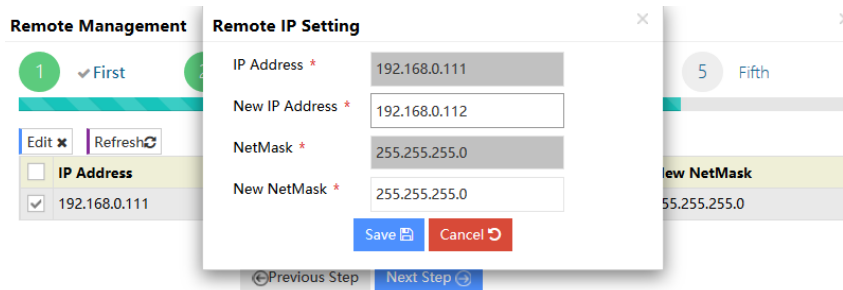 Remote Management
Remote IP Setting
1 First
5 Fifth
IP Address *
192.168.0.111
New IP Address *
192.168.0.112
NetMask *
255.255.255.0
New NetMask *
255.255.255.0
Save
Cancel
Edit
Refresh
IP Address
NetMask
192.168.0.111
55.255.255.0
Previous Step
Next Step